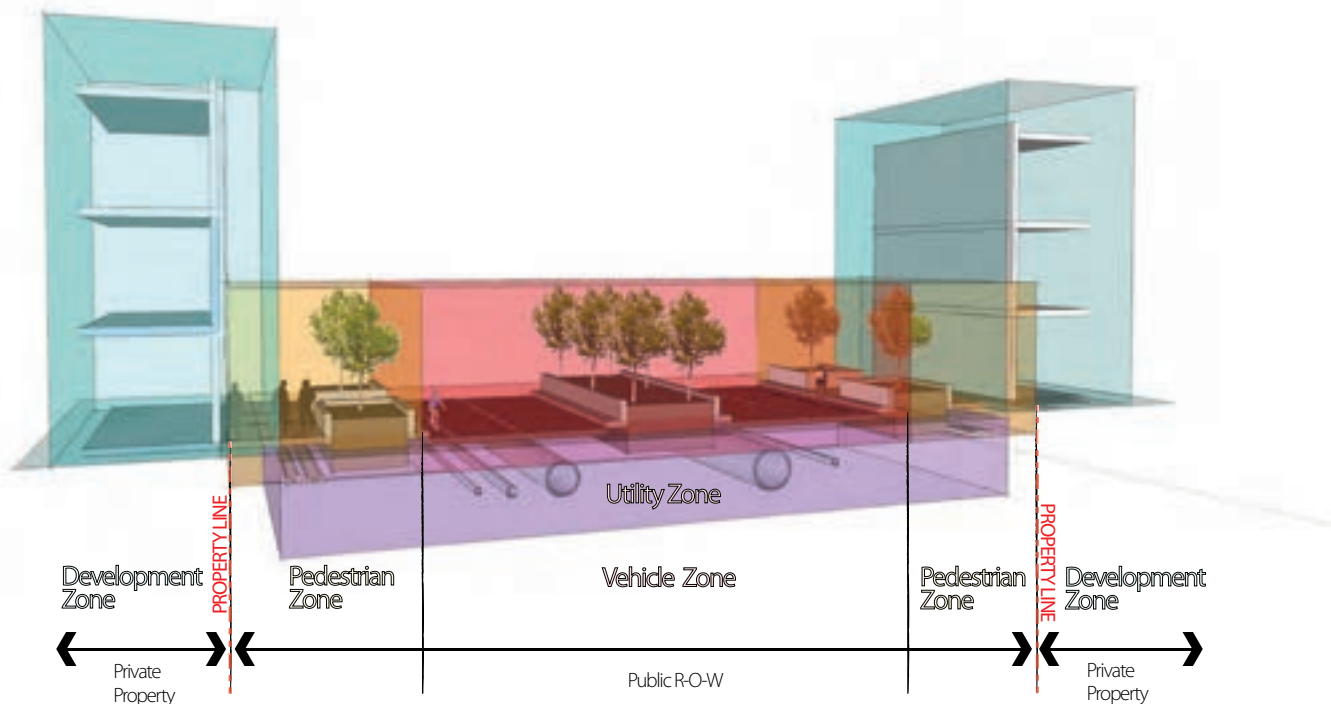 Utility Zone
PROPERTY LINE
PROPERTY LINE
Development
Zone
Pedestrian
Zone
Vehicle Zone
Pedestrian
Zone
Development
Zone
Private
Property
Public R-O-W
Private
Property